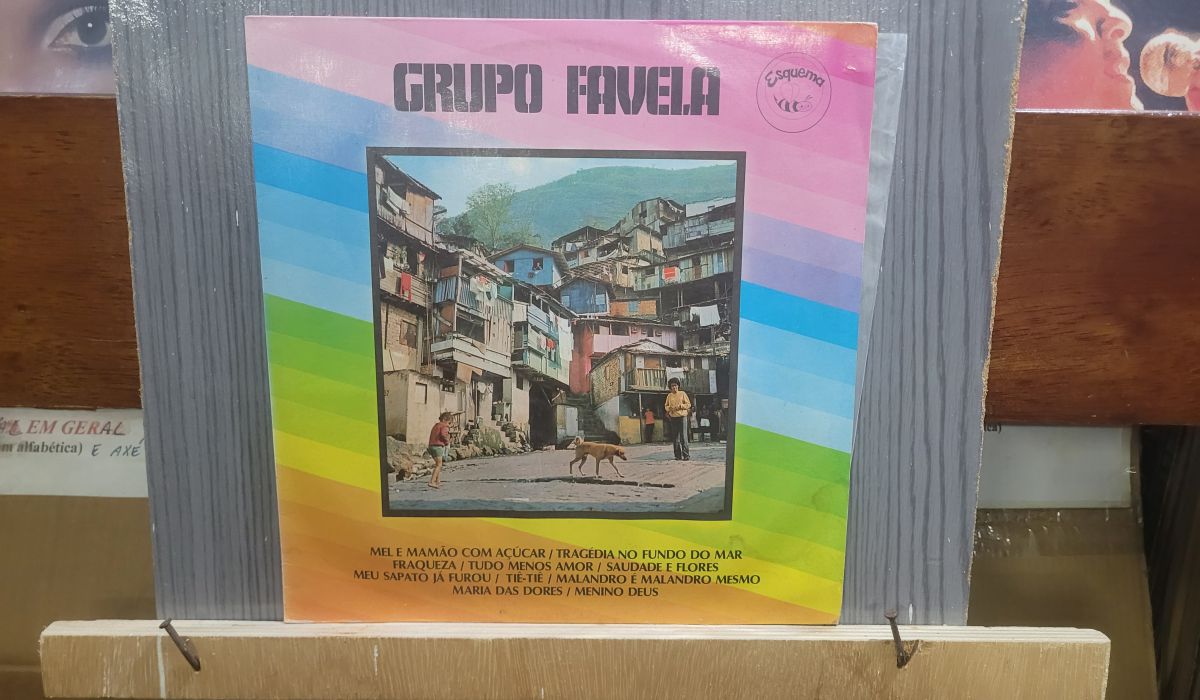 GRUPO FAVELA
Esquema
MEL E MAMÃO COM AÇÚCAR / TRAGÉDIA NO FUNDO DO MAR
FRAQUEZA / TUDO MENOS AMOR / SAUDADE E FLORES
MEU SAPATO JÁ FUROU / TIÊ-TIÊ / MALANDRO É MALANDRO MESMO
MARIA DAS DORES / MENINO DEUS
EM GERAL
alfabética) E AXÉ